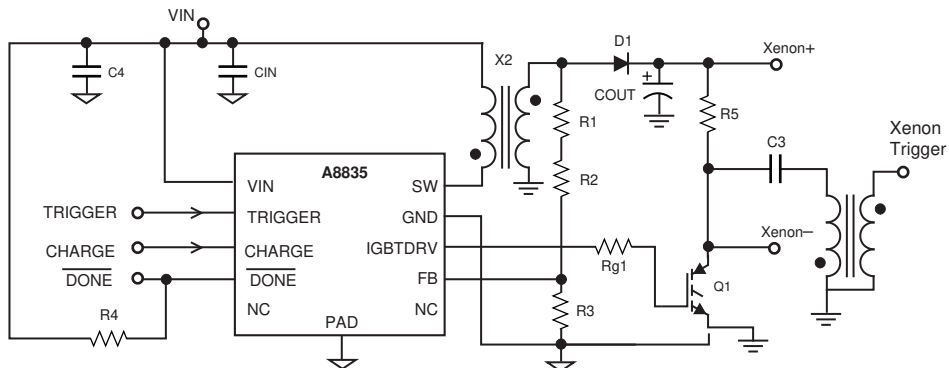 VIN
D1
Xenon+
X2
C4
CIN
+
COUT
R1
R5
Xenon
Trigger
C3
A8835
R2
VIN
SW
TRIGGER
TRIGGER
GND
CHARGE
CHARGE
IGBTDRV
Xenon–
Rg1
DONE
DONE
FB
Q1
NC
NC
R4
R3
PAD